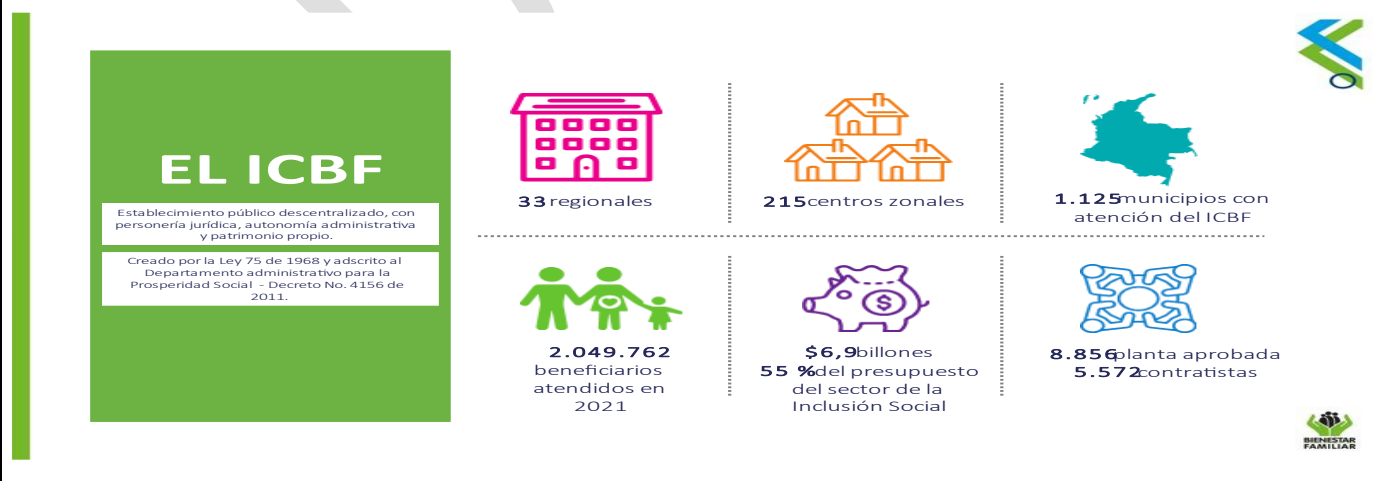 EL ICBF
Establecimiento público descentralizado, con
personería jurídica, autonomía administrativa
y patrimonio propio.
Creado por la Ley 75 de 1968 y adscrito al
Departamento administrativo para la
Prosperidad Social - Decreto No. 4156 de
2011.
33 regionales
215 centros zonales
1.125 municipios con
atención del ICBF
2.049.762
beneficiarios
atendidos en
2021
$
$6,9 billones
55 % del presupuesto
del sector de la
Inclusión Social
8.856 planta aprobada
5.572 contratistas
BIENESTAR
FAMILIAR